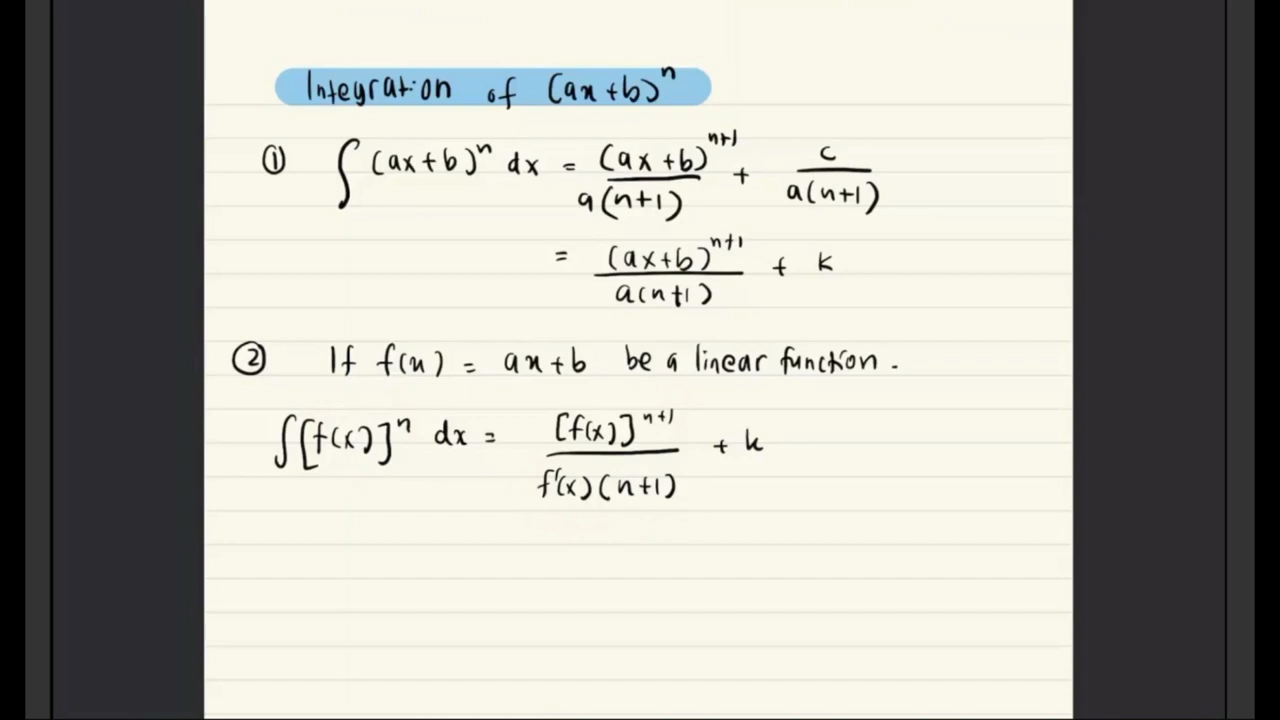 Integration of (ax+b)^n
① ∫(ax+b)^n dx = (ax+b)^(n+1) / a(n+1) + c / a(n+1)
= (ax+b)^(n+1) / a(n+1) + k
② If f(x) = ax+b be a linear function.
∫[f(x)]^n dx = [f(x)]^(n+1) / f'(x)(n+1) + k